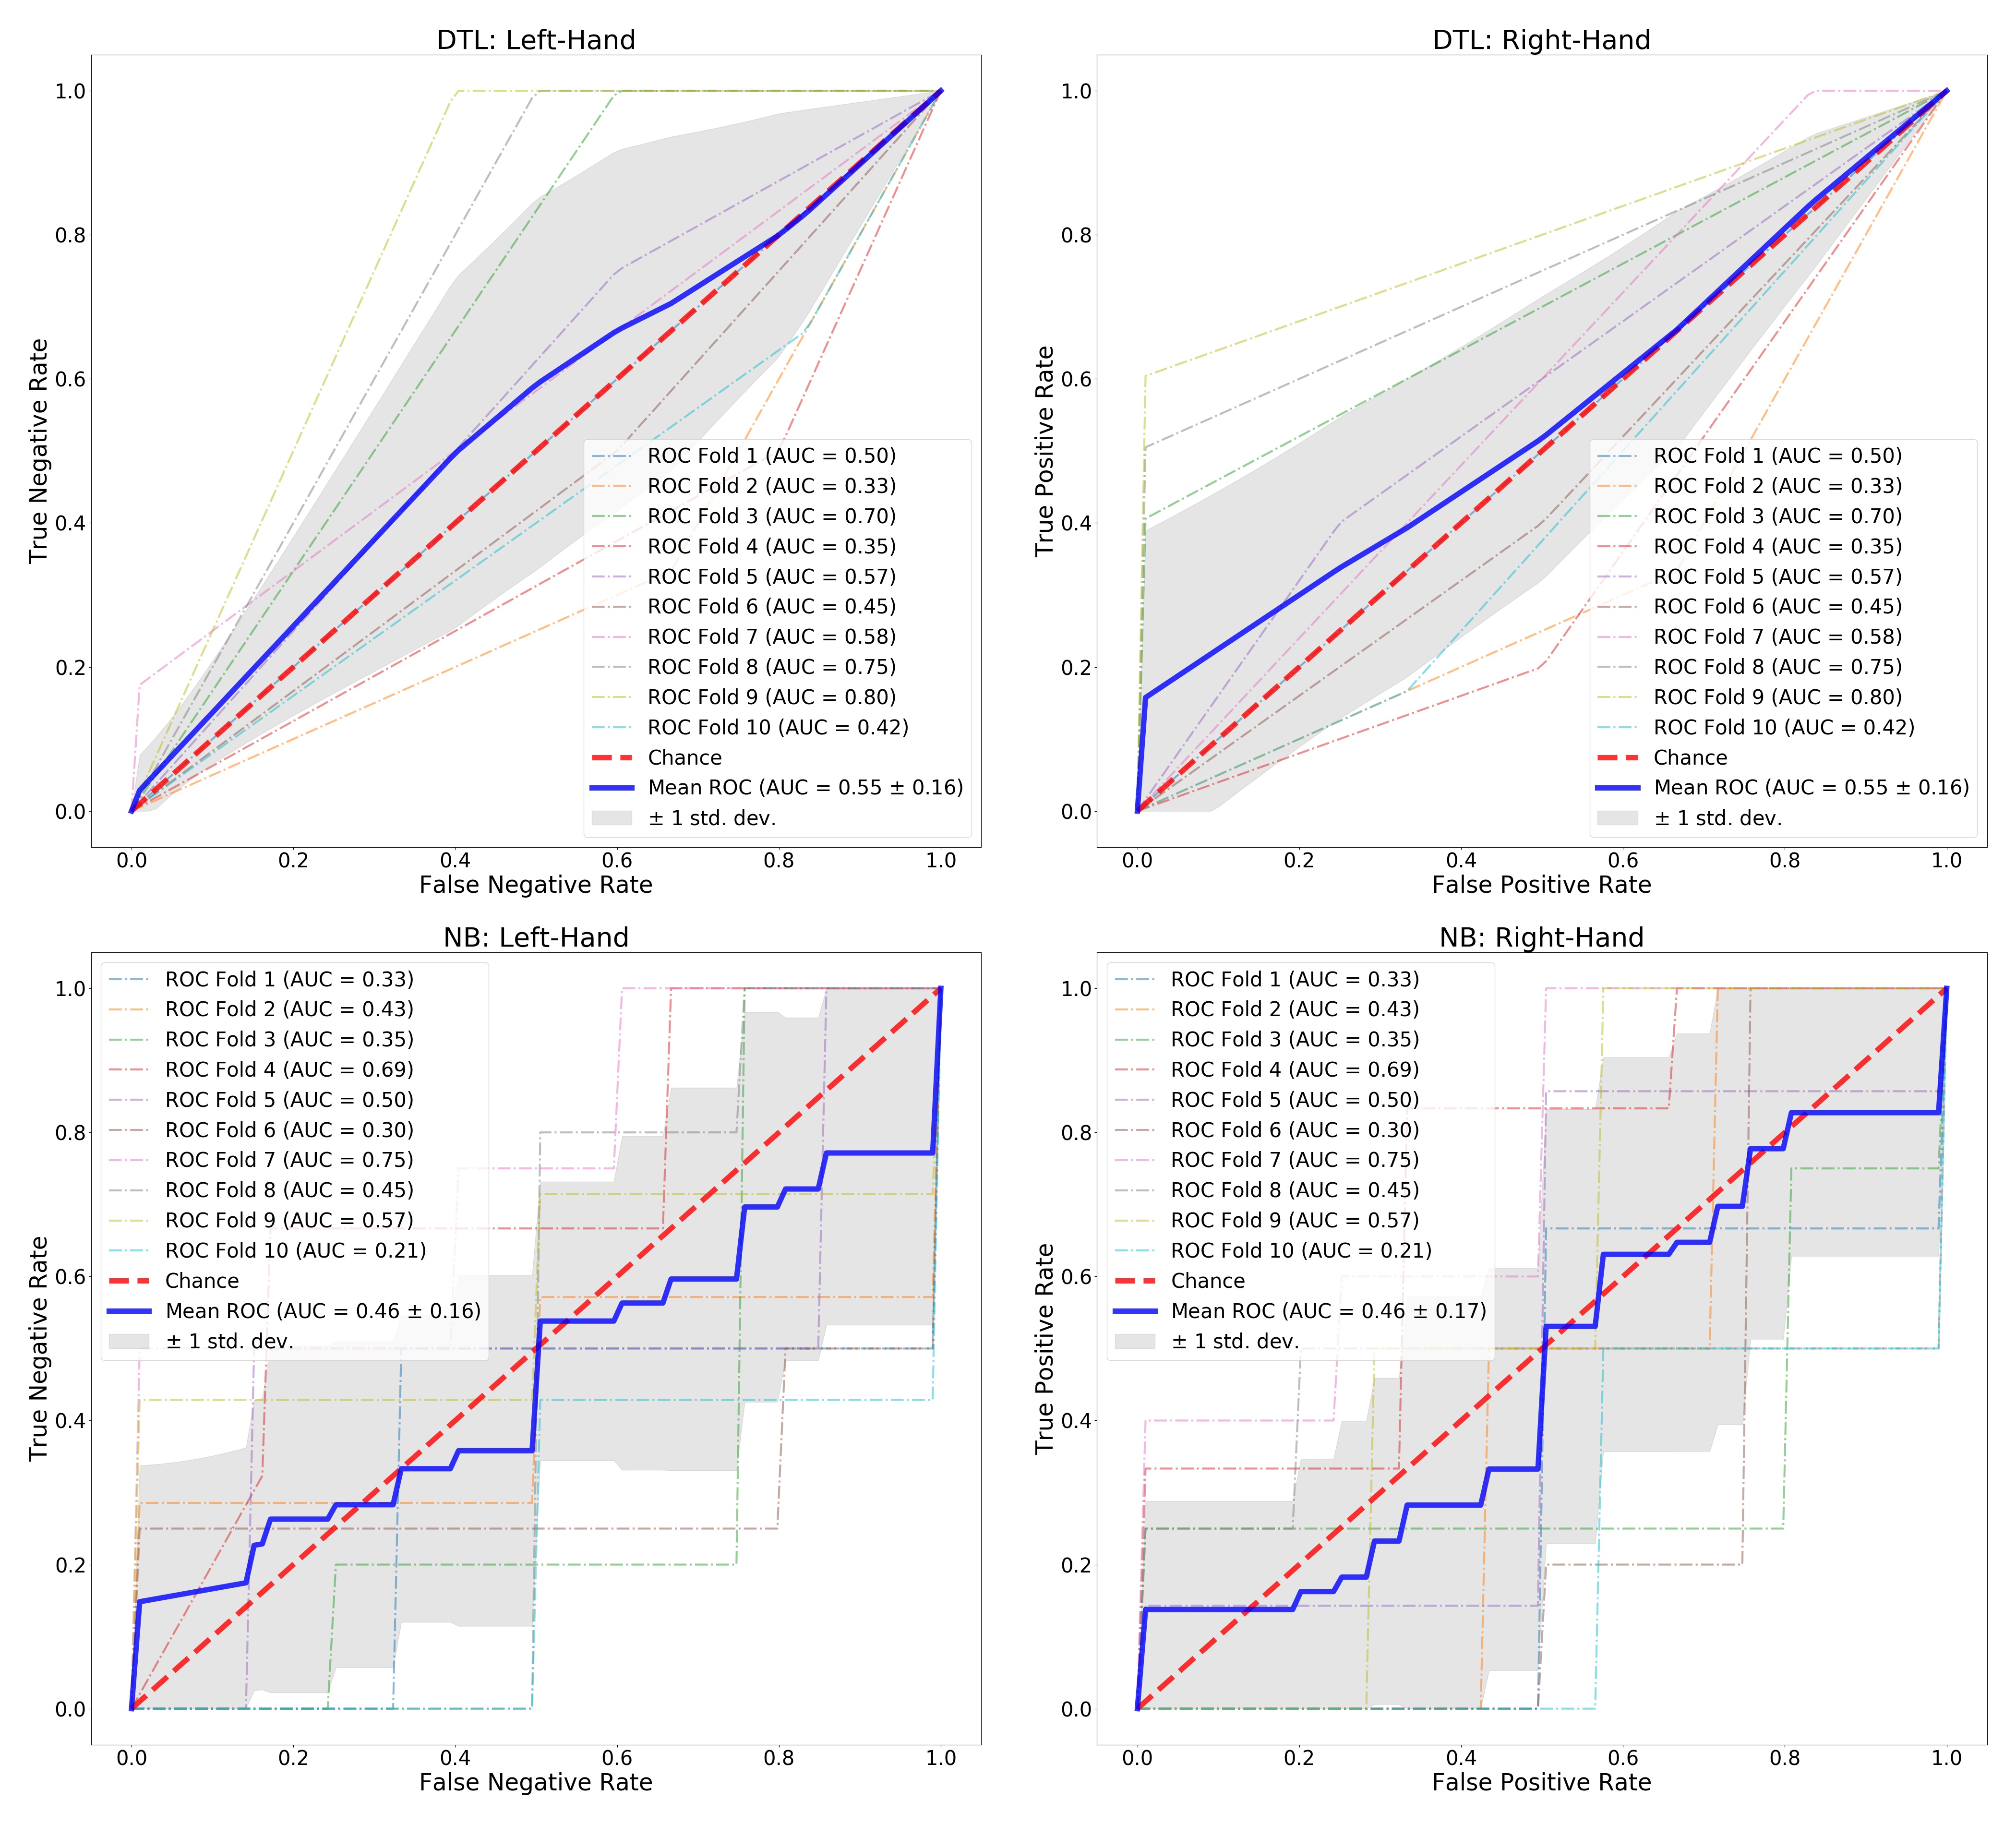 DTL: Left-Hand
True Negative Rate
1.0
0.8
0.6
0.4
0.2
0.0
ROC Fold 1 (AUC = 0.50)
ROC Fold 2 (AUC = 0.33)
ROC Fold 3 (AUC = 0.70)
ROC Fold 4 (AUC = 0.35)
ROC Fold 5 (AUC = 0.57)
ROC Fold 6 (AUC = 0.45)
ROC Fold 7 (AUC = 0.58)
ROC Fold 8 (AUC = 0.75)
ROC Fold 9 (AUC = 0.80)
ROC Fold 10 (AUC = 0.42)
Chance
Mean ROC (AUC = 0.55 ± 0.16)
± 1 std. dev.
0.0 0.2 0.4 0.6 0.8 1.0
False Negative Rate
DTL: Right-Hand
True Positive Rate
1.0
0.8
0.6
0.4
0.2
0.0
ROC Fold 1 (AUC = 0.50)
ROC Fold 2 (AUC = 0.33)
ROC Fold 3 (AUC = 0.70)
ROC Fold 4 (AUC = 0.35)
ROC Fold 5 (AUC = 0.57)
ROC Fold 6 (AUC = 0.45)
ROC Fold 7 (AUC = 0.58)
ROC Fold 8 (AUC = 0.75)
ROC Fold 9 (AUC = 0.80)
ROC Fold 10 (AUC = 0.42)
Chance
Mean ROC (AUC = 0.55 ± 0.16)
± 1 std. dev.
0.0 0.2 0.4 0.6 0.8 1.0
False Positive Rate
NB: Left-Hand
True Negative Rate
1.0
0.8
0.6
0.4
0.2
0.0
ROC Fold 1 (AUC = 0.33)
ROC Fold 2 (AUC = 0.43)
ROC Fold 3 (AUC = 0.35)
ROC Fold 4 (AUC = 0.69)
ROC Fold 5 (AUC = 0.50)
ROC Fold 6 (AUC = 0.30)
ROC Fold 7 (AUC = 0.75)
ROC Fold 8 (AUC = 0.45)
ROC Fold 9 (AUC = 0.57)
ROC Fold 10 (AUC = 0.21)
Chance
Mean ROC (AUC = 0.46 ± 0.16)
± 1 std. dev.
0.0 0.2 0.4 0.6 0.8 1.0
False Negative Rate
NB: Right-Hand
True Positive Rate
1.0
0.8
0.6
0.4
0.2
0.0
ROC Fold 1 (AUC = 0.33)
ROC Fold 2 (AUC = 0.43)
ROC Fold 3 (AUC = 0.35)
ROC Fold 4 (AUC = 0.69)
ROC Fold 5 (AUC = 0.50)
ROC Fold 6 (AUC = 0.30)
ROC Fold 7 (AUC = 0.75)
ROC Fold 8 (AUC = 0.45)
ROC Fold 9 (AUC = 0.57)
ROC Fold 10 (AUC = 0.21)
Chance
Mean ROC (AUC = 0.46 ± 0.17)
± 1 std. dev.
0.0 0.2 0.4 0.6 0.8 1.0
False Positive Rate